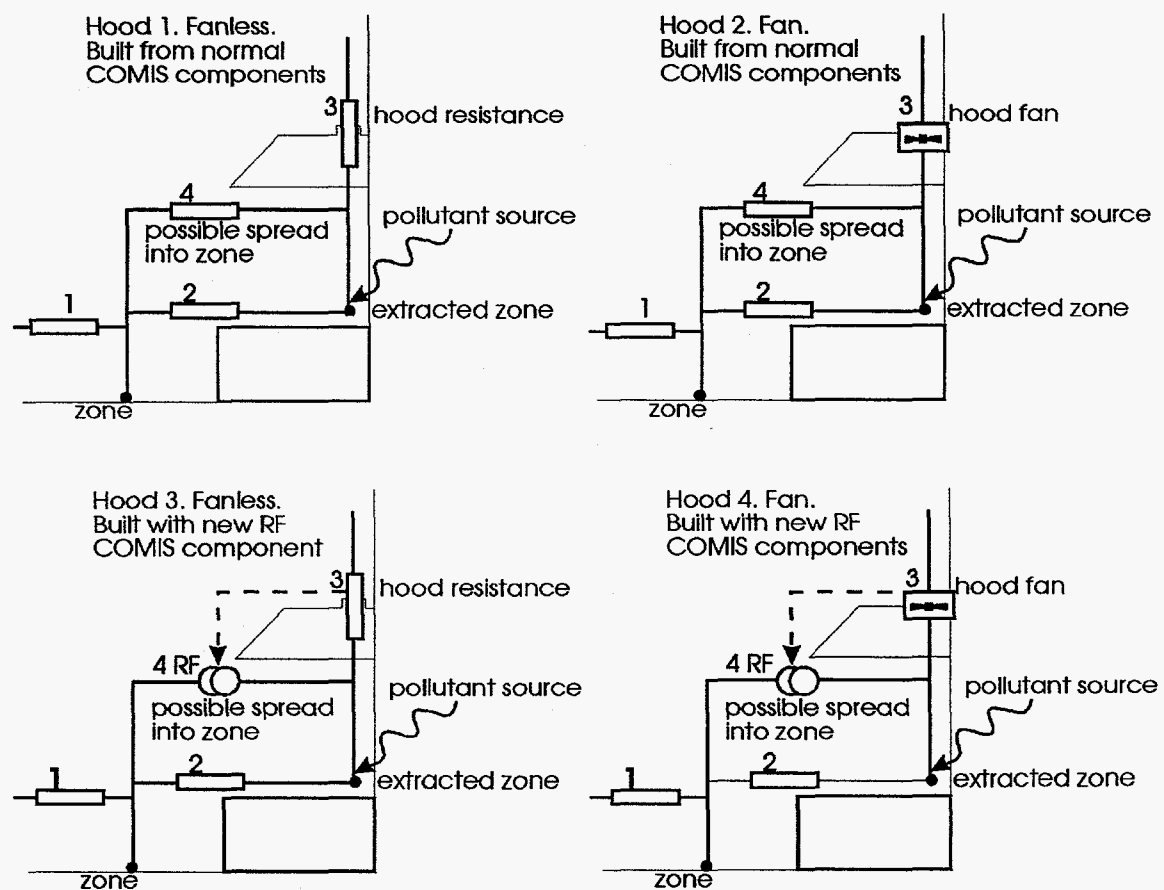 Hood 1. Fanless.
Built from normal
COMIS components
3
hood resistance
4
possible spread
into zone
pollutant source
2
extracted zone
1
zone
Hood 2. Fan.
Built from normal
COMIS components
3
hood fan
4
possible spread
into zone
pollutant source
2
extracted zone
1
zone
Hood 3. Fanless.
Built with new RF
COMIS component
3
hood resistance
4 RF
possible spread
into zone
pollutant source
2
extracted zone
1
zone
Hood 4. Fan.
Built with new RF
COMIS components
3
hood fan
4 RF
possible spread
into zone
pollutant source
2
extracted zone
1
zone